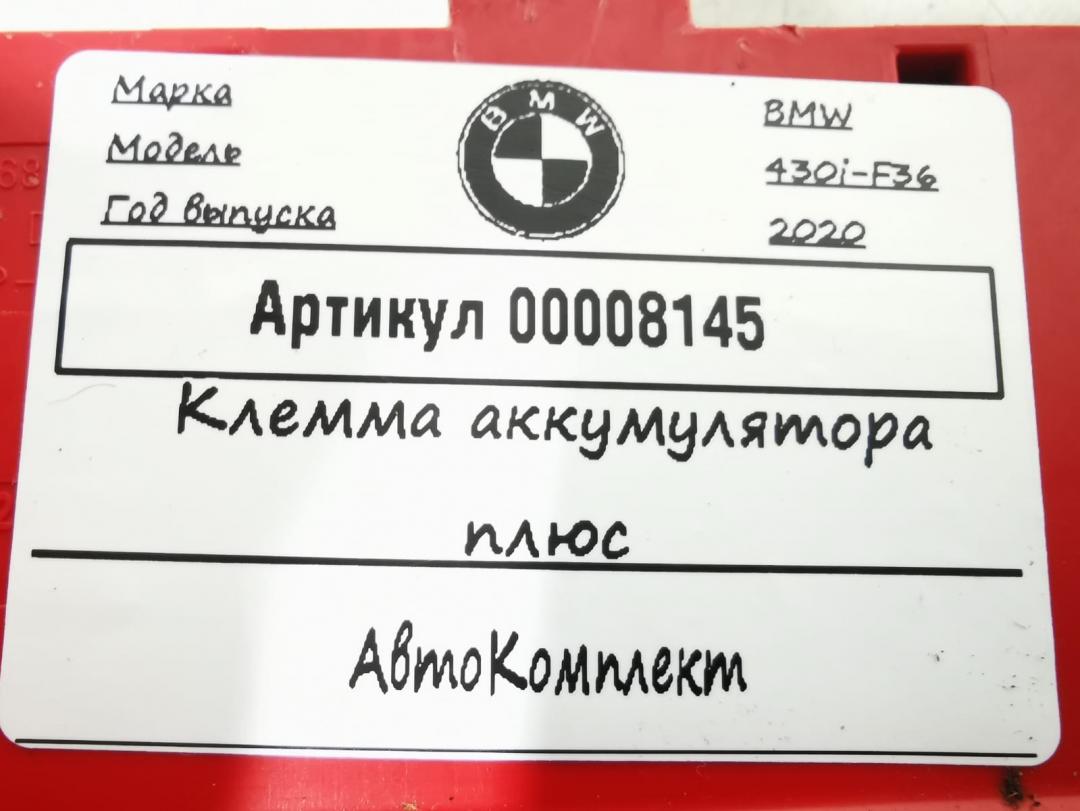 Марка BMW
Модель 430i-F36
Год выпуска 2020
BMW
Артикул 00008145
Клемма аккумулятора
плюс
АвтоКомплект